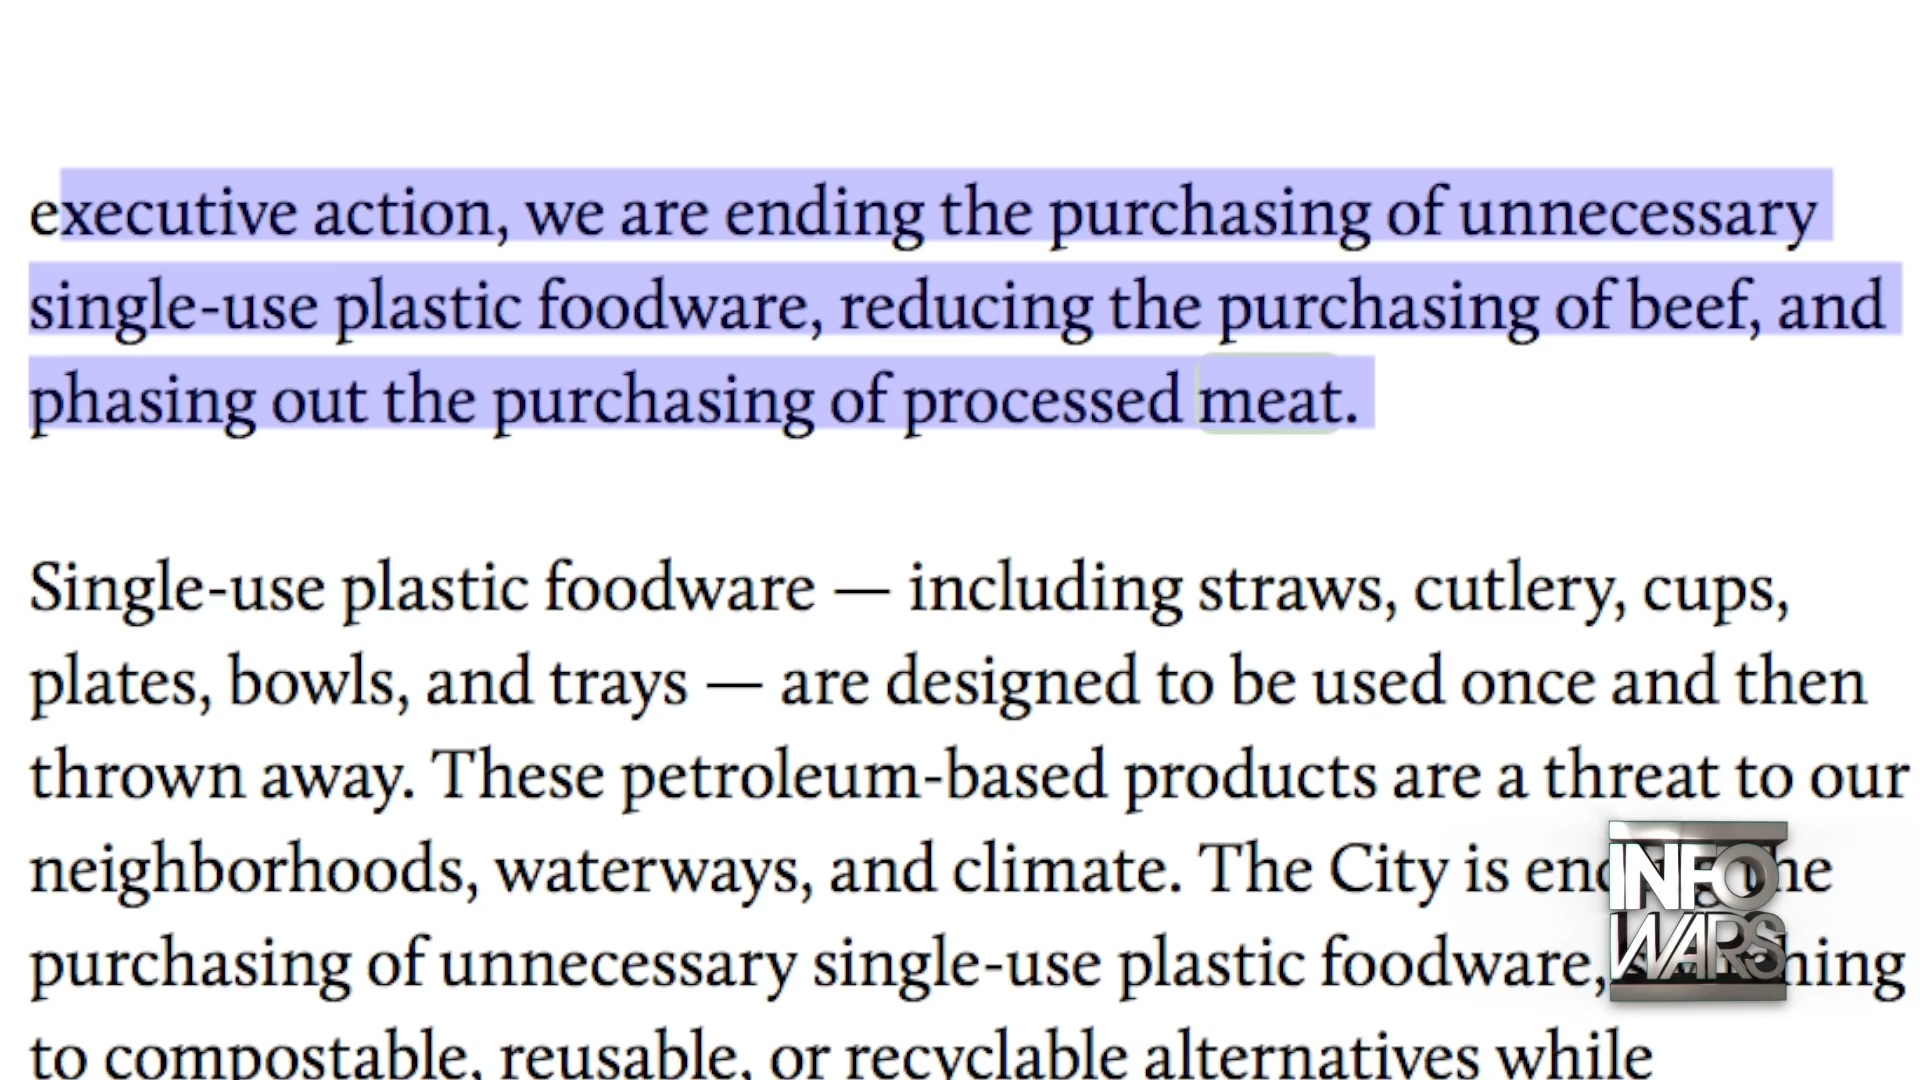 executive action, we are ending the purchasing of unnecessary
single-use plastic foodware, reducing the purchasing of beef, and
phasing out the purchasing of processed meat.
Single-use plastic foodware — including straws, cutlery, cups,
plates, bowls, and trays — are designed to be used once and then
thrown away. These petroleum-based products are a threat to our
neighborhoods, waterways, and climate. The City is
purchasing of unnecessary single-use plastic foodware,
to compostable, reusable, or recyclable alternatives while
INFO
WARS